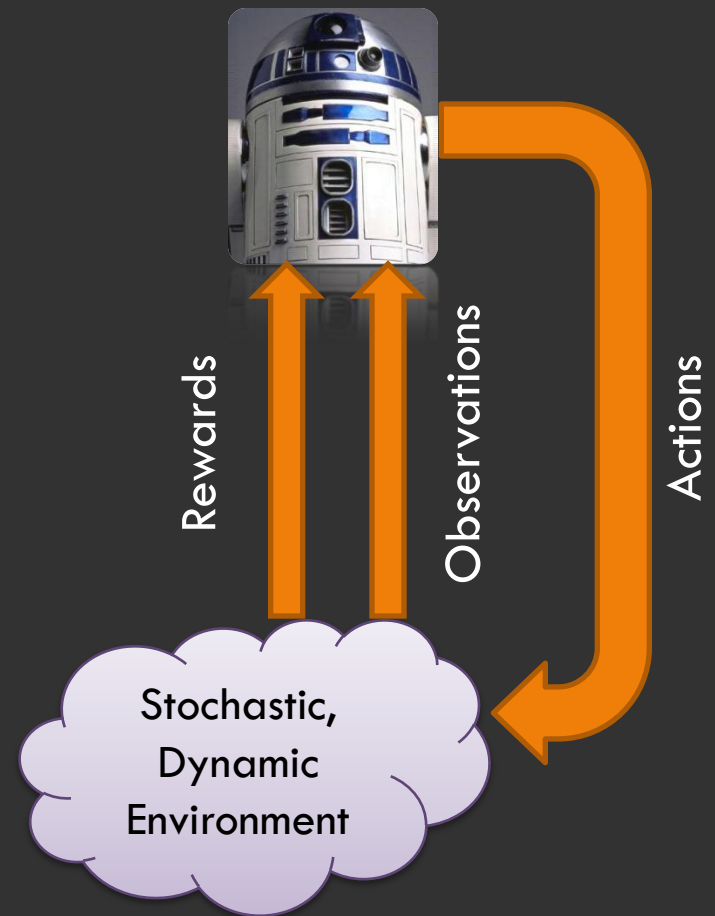 Rewards
Observations
Actions
Stochastic,
Dynamic
Environment